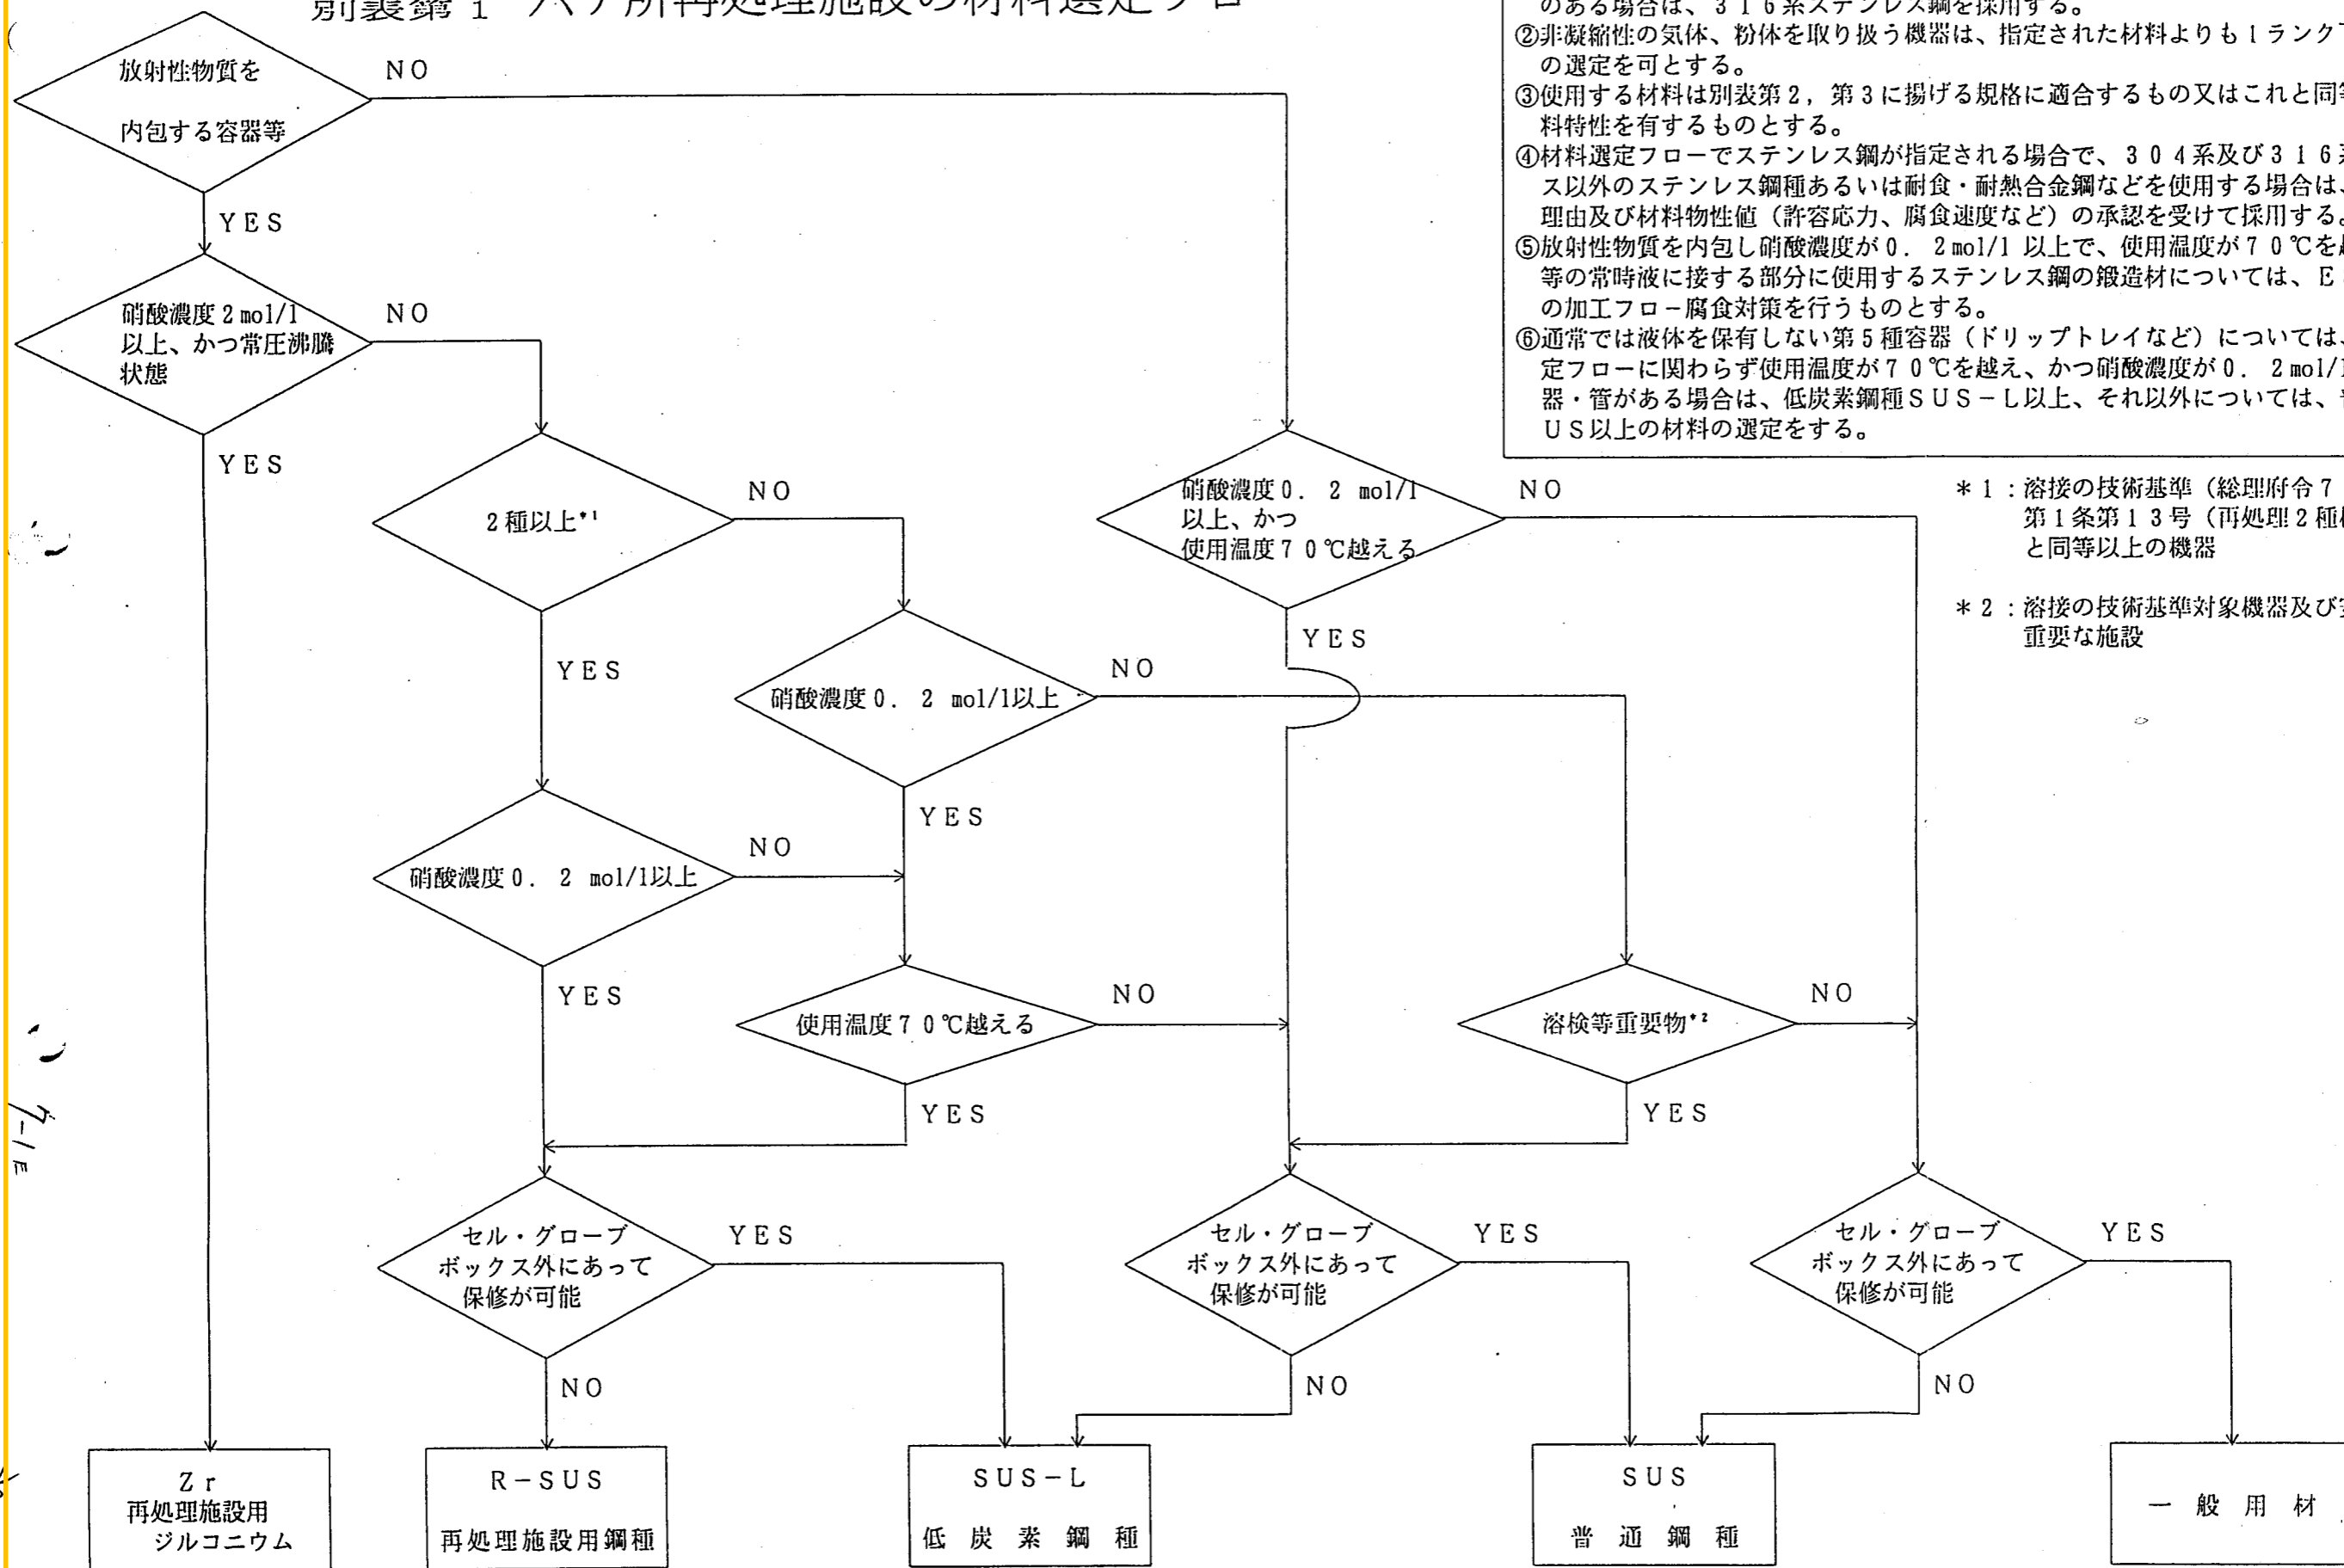 別表第1 六ヶ所再処理施設の材料選定フロー
のある場合は、316系ステンレス鋼を採用する。
②非凝縮性の気体、粉体を取り扱う機器は、指定された材料よりも1ランク
の選定を可とする。
③使用する材料は別表第2,第3に揚げる規格に適合するもの又はこれと同
料特性を有するものとする。
④材料選定フローでステンレス鋼が指定される場合で、304系及び316
ス以外のステンレス鋼種あるいは耐食・耐熱合金鋼などを使用する場合は、
理由及び材料物性値(許容応力、腐食速度など)の承認を受けて採用する。
⑤放射性物質を内包し硝酸濃度が0.2mol/l 以上で、使用温度が70℃を
等の常時液に接する部分に使用するステンレス鋼の鍛造材については、E
の加工フロー腐食対策を行うものとする。
⑥通常では液体を保有しない第5種容器(ドリップトレイなど)については、
定フローに関わらず使用温度が70℃を越え、かつ硝酸濃度が0.2mol/l
器・管がある場合は、低炭素鋼種SUS-L以上、それ以外については、
US以上の材料の選定をする。
*1:溶接の技術基準(総理府令7
第1条第13号(再処理2種
と同等以上の機器
*2:溶接の技術基準対象機器及び
重要な施設
放射性物質を
内包する容器等
NO
YES
硝酸濃度2mol/l
以上、かつ常圧沸騰
状態
NO
YES
2種以上*1
NO
YES
硝酸濃度0.2 mol/l
以上、かつ
使用温度70℃越える
NO
YES
硝酸濃度0.2 mol/l以上
NO
YES
硝酸濃度0.2 mol/l以上
NO
YES
使用温度70℃越える
NO
YES
溶検等重要物*2
NO
YES
セル・グローブ
ボックス外にあって
保修が可能
YES
NO
セル・グローブ
ボックス外にあって
保修が可能
YES
NO
セル・グローブ
ボックス外にあって
保修が可能
YES
NO
Zr
再処理施設用
ジルコニウム
R-SUS
再処理施設用鋼種
SUS-L
低炭素鋼種
SUS
普通鋼種
一般用材